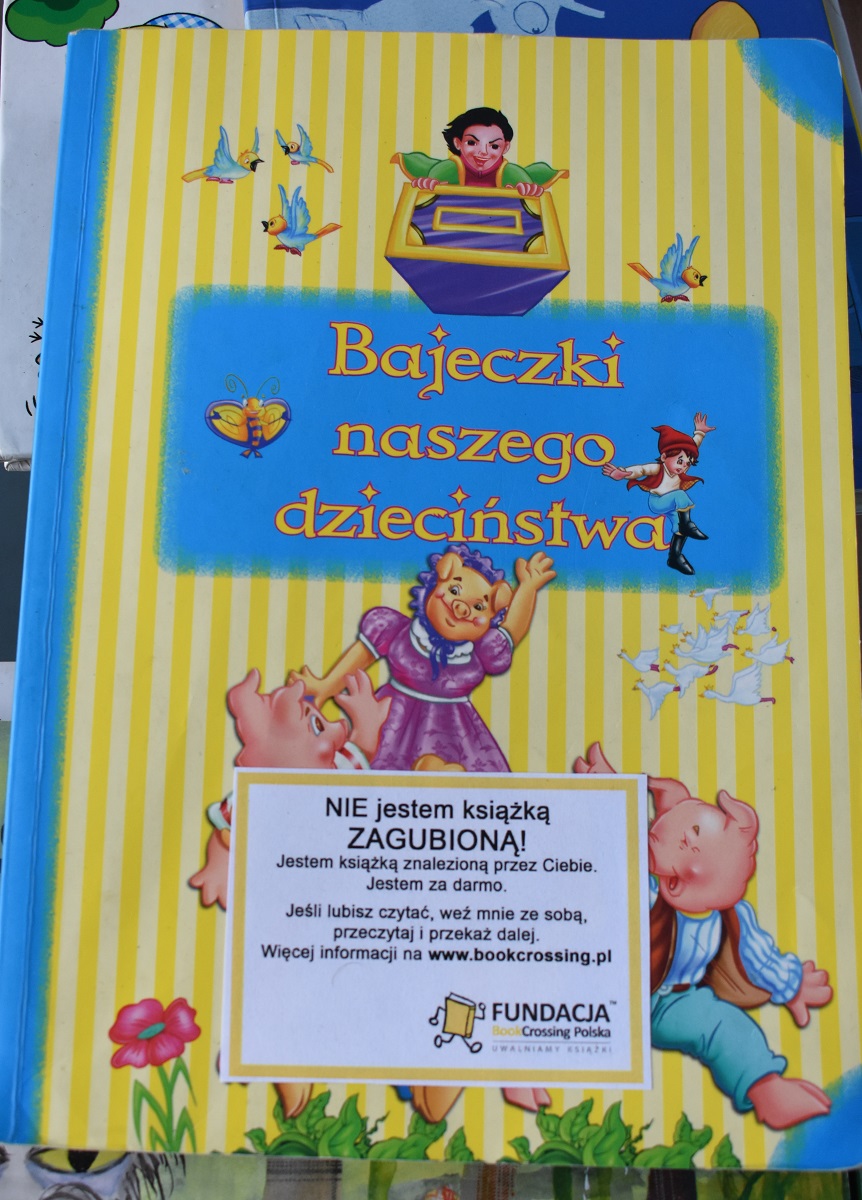 Bajeczki
naszego
dzieciństwa
NIE jestem książką
ZAGUBIONĄ!
Jestem książką znalezioną przez Ciebie.
Jestem za darmo.
Jeśli lubisz czytać, weź mnie ze sobą,
przeczytaj i przekaż dalej.
Więcej informacji na www.bookcrossing.pl
FUNDACJA™
BookCrossing Polska
UWALNIAMY KSIĄŻKI